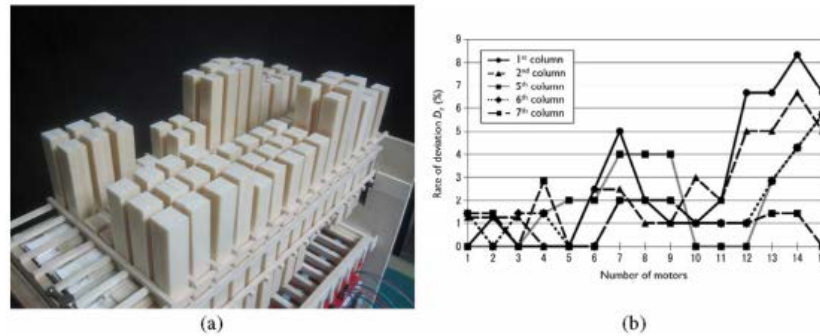 9
8
7
6
5
4
3
2
1
0
Rate of deviation Dr (%)
1st column
2nd column
5th column
6th column
7th column
1 2 3 4 5 6 7 8 9 10 11 12 13 14
Number of motors
(a)
(b)